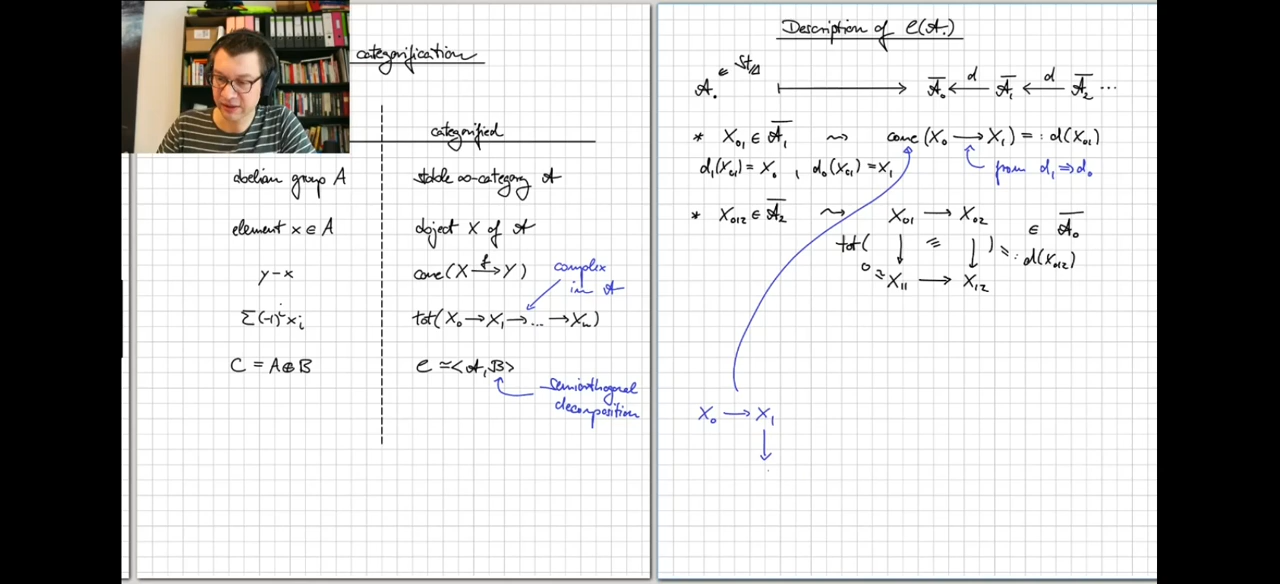 categorification
categorified
abelian group A
stable ∞-category 𝒜
element x ∈ A
object X of 𝒜
y - x
cone(X →f Y)
complex in 𝒜
Σ(-1)^i x_i
tot(X_0 → X_1 → ... → X_n)
C = A ⊕ B
𝒞 ≃ <𝒜, ℬ>
semiorthogonal
decomposition
Description of 𝒞(𝒜.)
𝒜. ∈ St_Δ ⟼ 𝒜̄_0 ←d 𝒜̄_1 ←d 𝒜̄_2 ...
* X_01 ∈ 𝒜̄_1 ⇝ cone(X_0 → X_1) =: d(X_01)
d_1(X_01) = X_0 , d_0(X_01) = X_1
from d_1 ⇒ d_0
* X_012 ∈ 𝒜̄_2 ⇝ X_01 → X_02
∈ 𝒜̄_0
tot( ↓ ≃ ↓ ) =: d(X_012)
0 ≃ X_11 → X_12
X_0 → X_1
↓